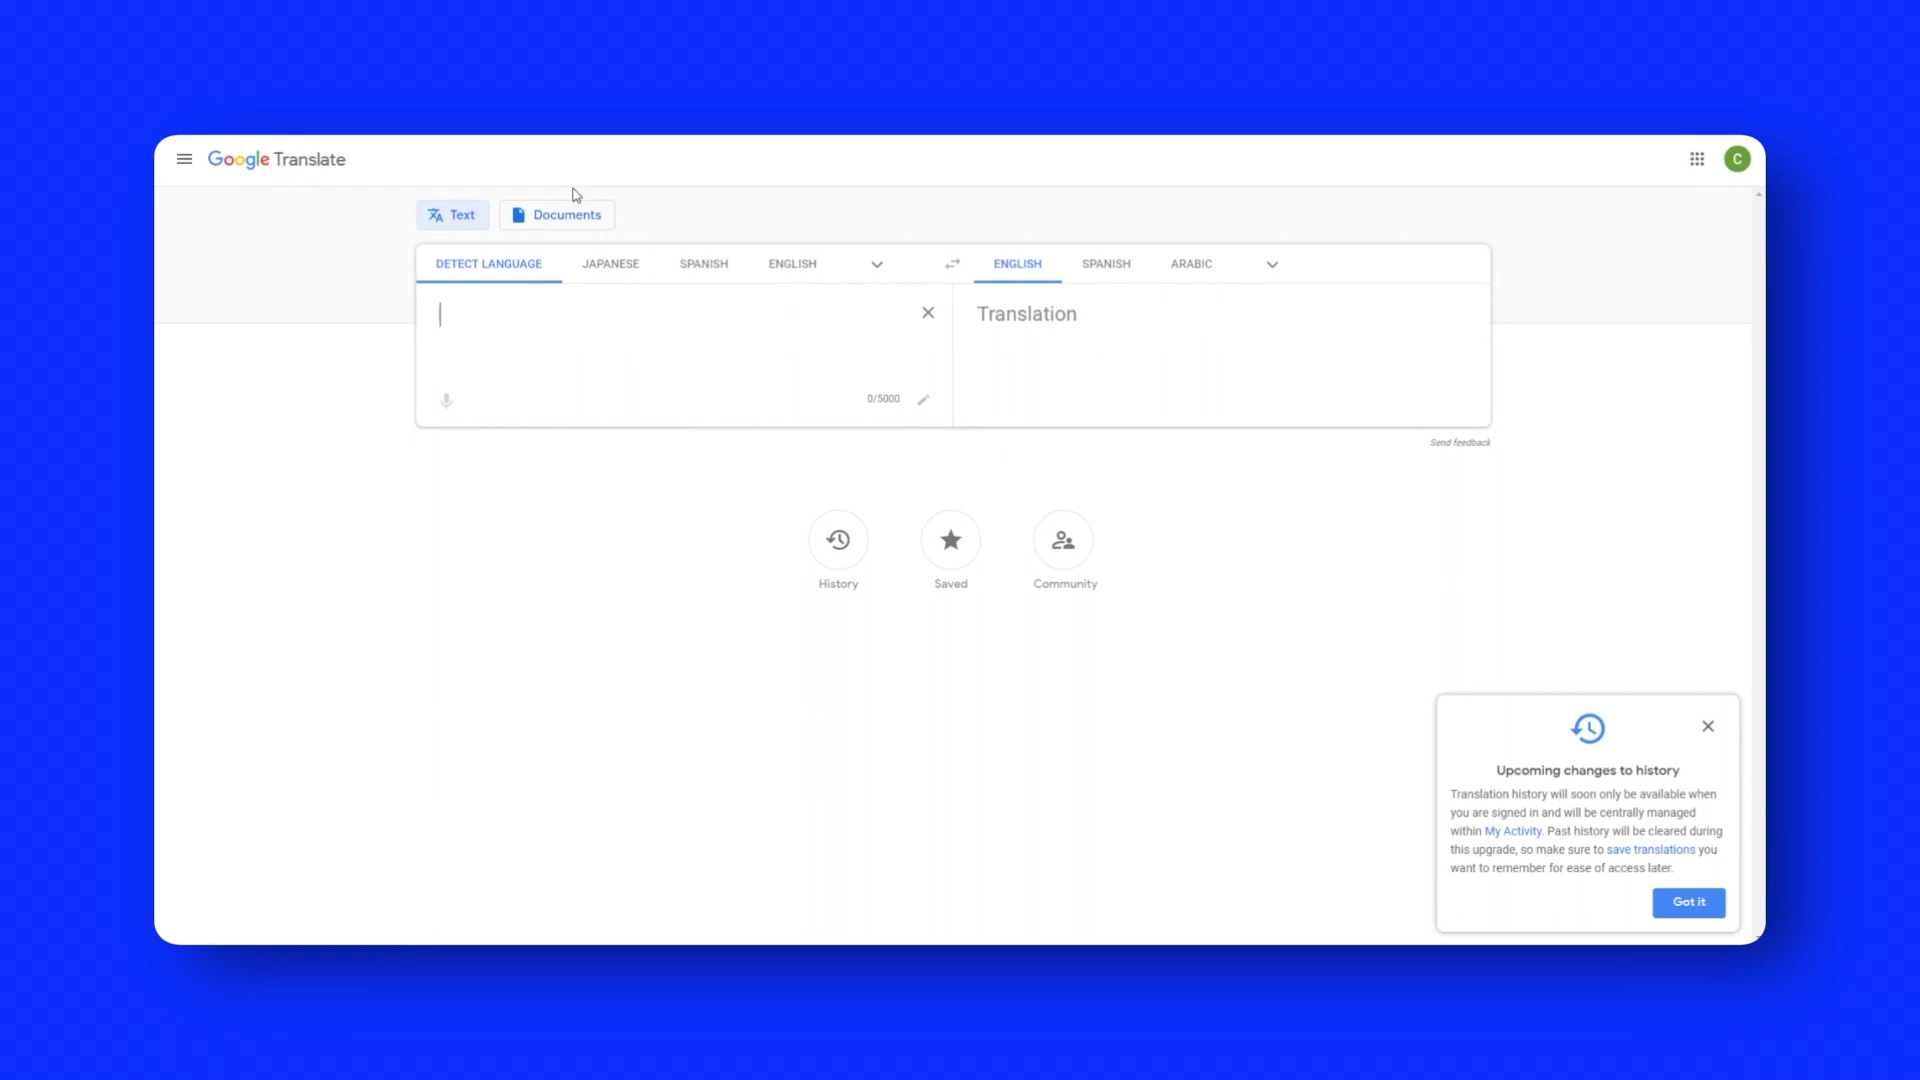 Google Translate
C
Text
Documents
DETECT LANGUAGE
JAPANESE
SPANISH
ENGLISH
ENGLISH
SPANISH
ARABIC
Translation
0/5000
Send feedback
History
Saved
Community
Upcoming changes to history
Translation history will soon only be available when
you are signed in and will be centrally managed
within My Activity. Past history will be cleared during
this upgrade, so make sure to save translations you
want to remember for ease of access later.
Got it